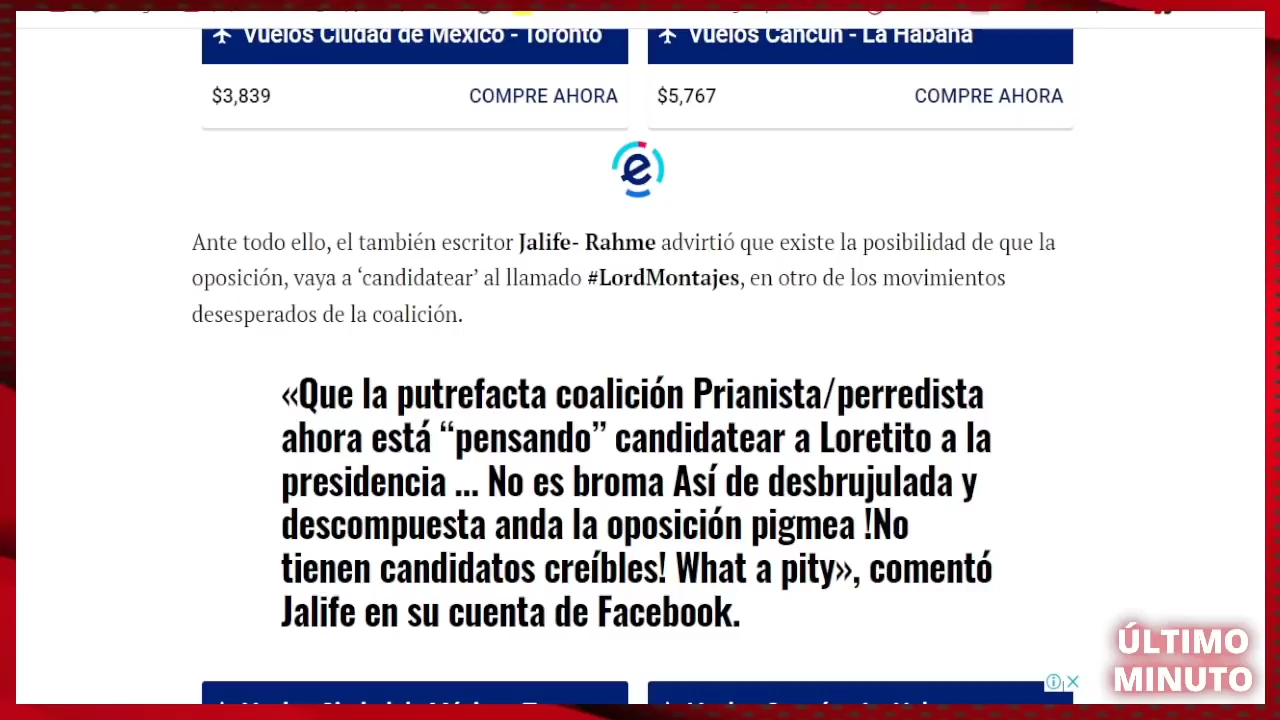 Vuelos Ciudad de México - Toronto
Vuelos Cancún - La Habana
$3,839
COMPRE AHORA
$5,767
COMPRE AHORA
e
Ante todo ello, el también escritor Jalife- Rahme advirtió que existe la posibilidad de que la
oposición, vaya a ‘candidatear’ al llamado #LordMontajes, en otro de los movimientos
desesperados de la coalición.
«Que la putrefacta coalición Prianista/perredista
ahora está “pensando” candidatear a Loretito a la
presidencia ... No es broma Así de desbrujulada y
descompuesta anda la oposición pigmea !No
tienen candidatos creíbles! What a pity», comentó
Jalife en su cuenta de Facebook.
ÚLTIMO
MINUTO